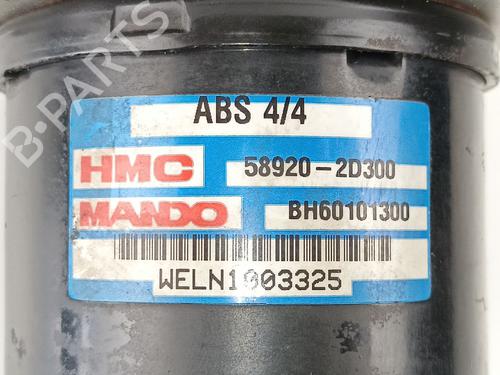 B-PARTS
ABS 4/4
HMC 58920-2D300
MANDO BH60101300
WELN1003325